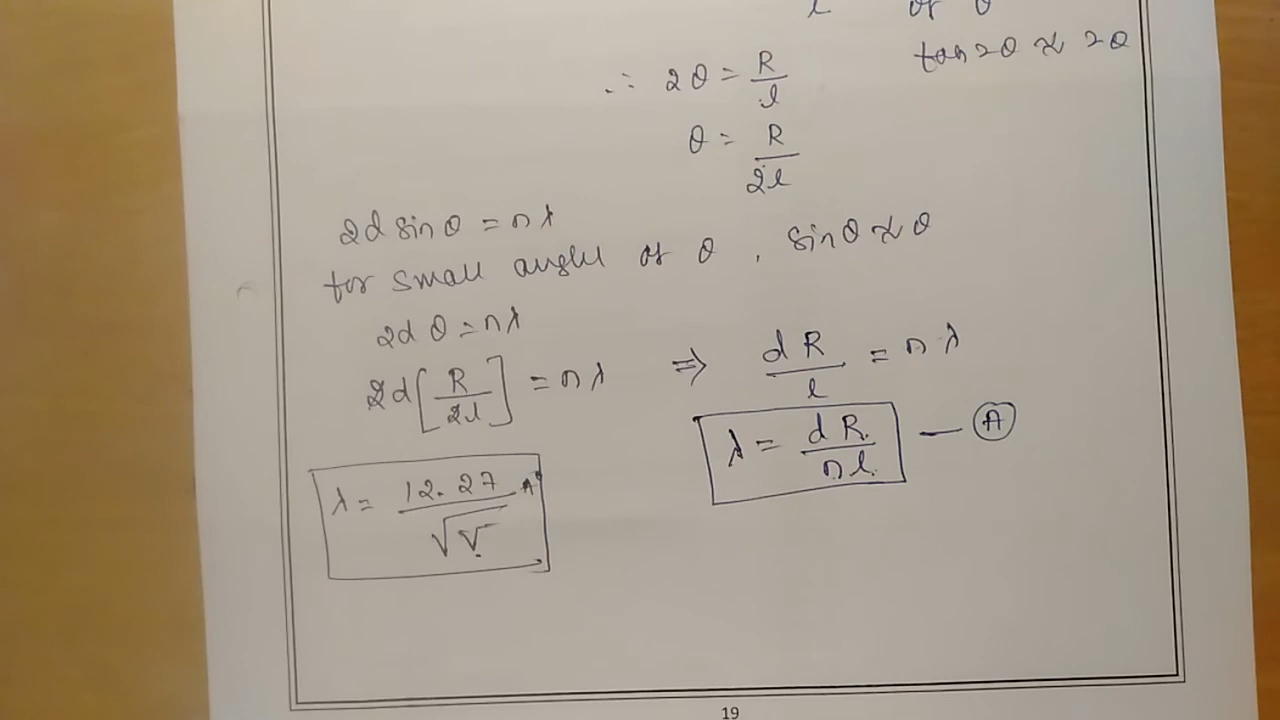 l of θ
tan 2θ ≈ 2θ
∴ 2θ = R/l
θ = R/2l
2d sin θ = nλ
for small angle of θ , sin θ ≈ θ
2d θ = nλ
2d [R/2l] = nλ ⇒ dR/l = nλ
λ = dR/nl — A
λ = 12.27/√V A°
19